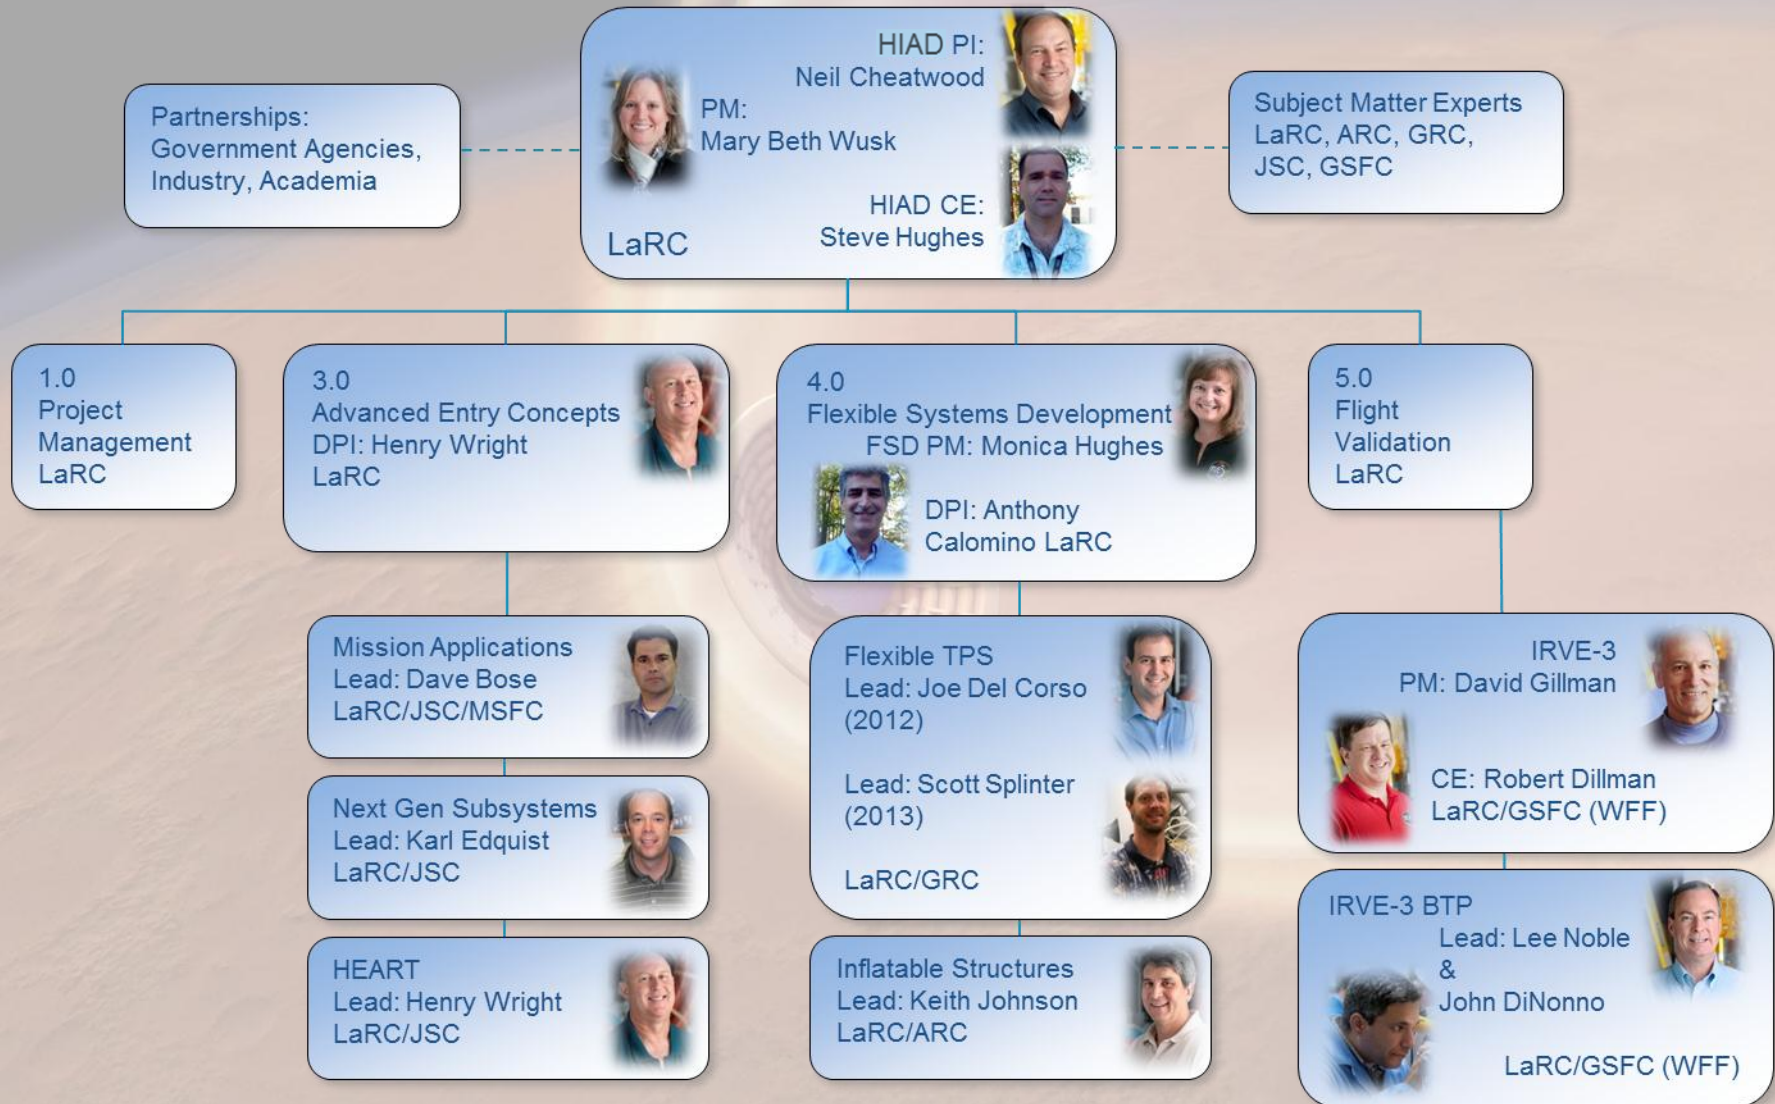 HIAD PI:
Neil Cheatwood
PM:
Mary Beth Wusk
HIAD CE:
Steve Hughes
LaRC
Partnerships:
Government Agencies,
Industry, Academia
Subject Matter Experts
LaRC, ARC, GRC,
JSC, GSFC
1.0
Project
Management
LaRC
3.0
Advanced Entry Concepts
DPI: Henry Wright
LaRC
4.0
Flexible Systems Development
FSD PM: Monica Hughes
DPI: Anthony
Calomino LaRC
5.0
Flight
Validation
LaRC
Mission Applications
Lead: Dave Bose
LaRC/JSC/MSFC
Next Gen Subsystems
Lead: Karl Edquist
LaRC/JSC
HEART
Lead: Henry Wright
LaRC/JSC
Flexible TPS
Lead: Joe Del Corso
(2012)
Lead: Scott Splinter
(2013)
LaRC/GRC
Inflatable Structures
Lead: Keith Johnson
LaRC/ARC
IRVE-3
PM: David Gillman
CE: Robert Dillman
LaRC/GSFC (WFF)
IRVE-3 BTP
Lead: Lee Noble
&
John DiNonno
LaRC/GSFC (WFF)